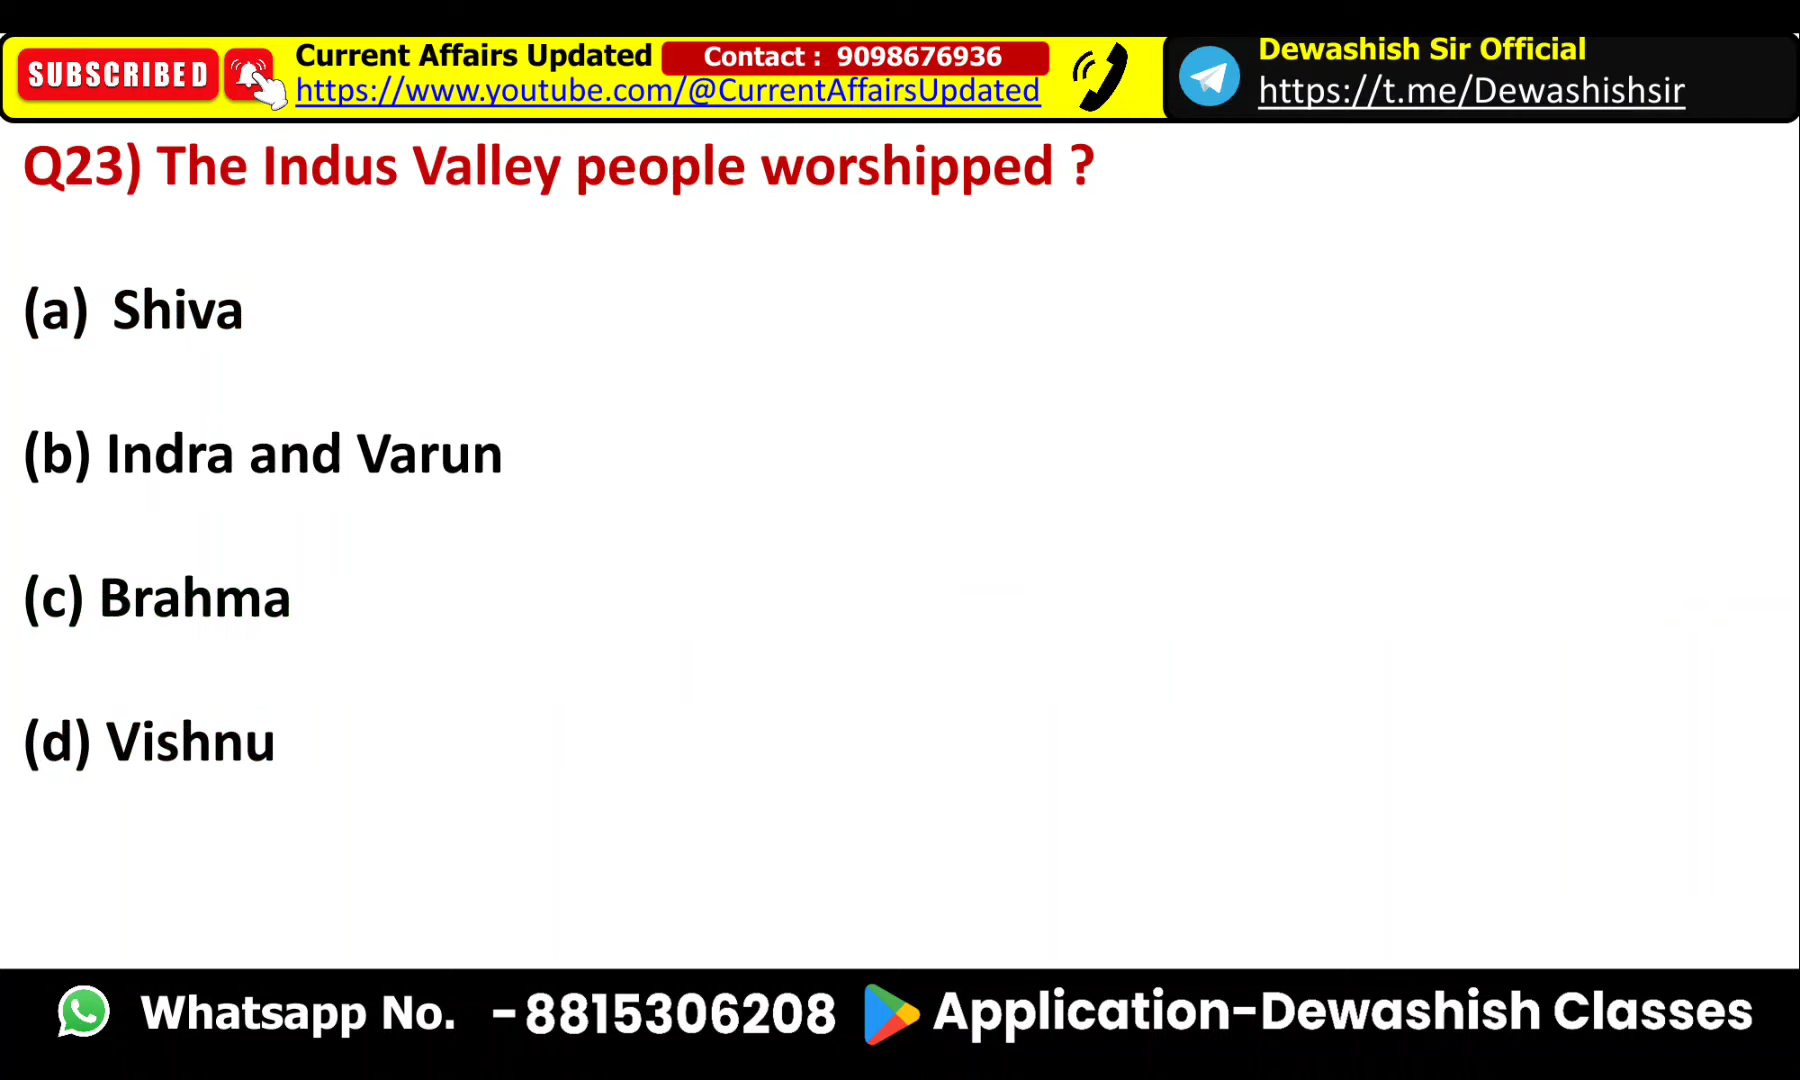 SUBSCRIBED
Current Affairs Updated
Contact : 9098676936
https://www.youtube.com/@CurrentAffairsUpdated
Dewashish Sir Official
https://t.me/Dewashishsir
Q23) The Indus Valley people worshipped ?
(a) Shiva
(b) Indra and Varun
(c) Brahma
(d) Vishnu
Whatsapp No. -8815306208 Application-Dewashish Classes